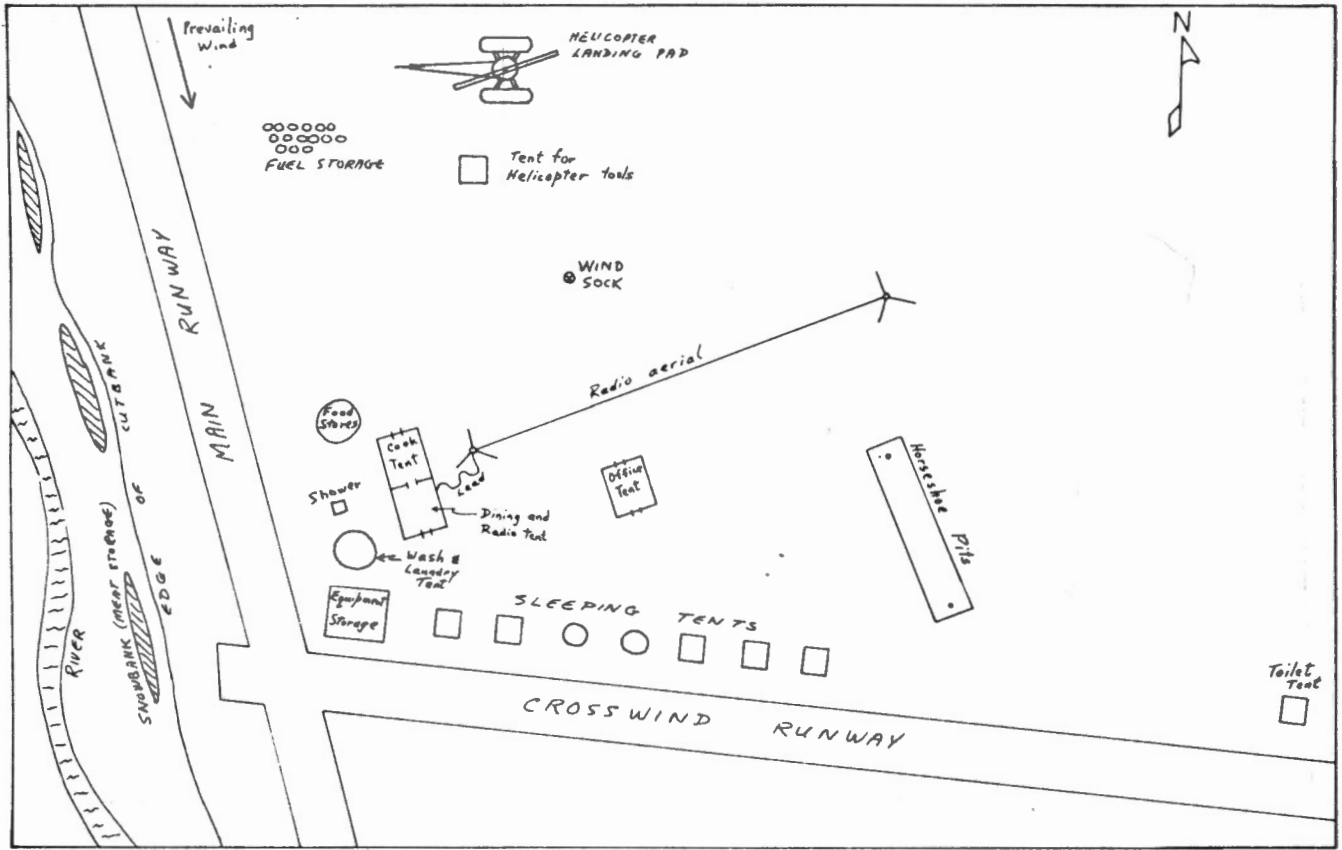 Prevailing
Wind
HELICOPTER
LANDING PAD
N
FUEL STORAGE
Tent for
Helicopter tools
WIND
SOCK
MAIN RUNWAY
Radio aerial
Food
Stores
Cook
Tent
Lead
Office
Tent
Horseshoe Pits
Shower
Dining and
Radio tent
Wash &
Laundry
Tent
EDGE OF CUTBANK
SNOWBANK (MEAT STORAGE)
RIVER
Equipment
Storage
SLEEPING TENTS
Toilet
Tent
CROSSWIND RUNWAY